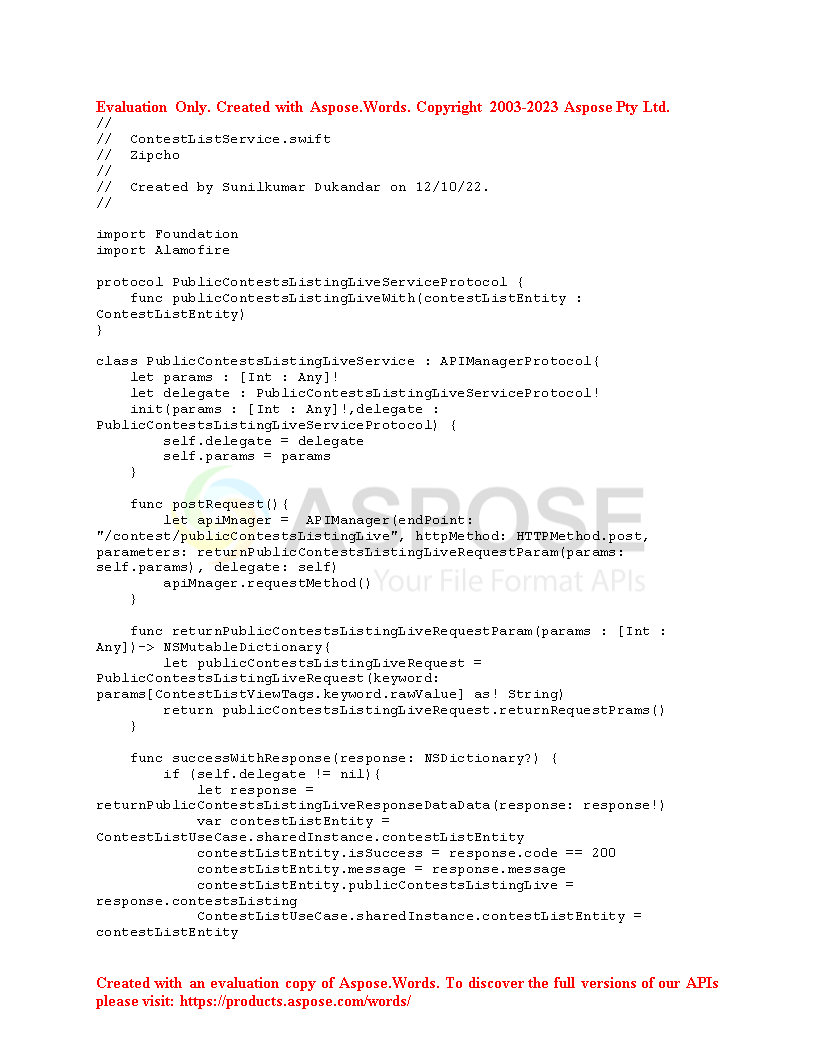 Evaluation Only. Created with Aspose.Words. Copyright 2003-2023 Aspose Pty Ltd.
//
//  ContestListService.swift
//  Zipcho
//
//  Created by Sunilkumar Dukandar on 12/10/22.
//
import Foundation
import Alamofire
protocol PublicContestsListingLiveServiceProtocol {
    func publicContestsListingLiveWith(contestListEntity :
ContestListEntity)
}
class PublicContestsListingLiveService : APIManagerProtocol{
    let params : [Int : Any]!
    let delegate : PublicContestsListingLiveServiceProtocol!
    init(params : [Int : Any]!,delegate :
PublicContestsListingLiveServiceProtocol) {
        self.delegate = delegate
        self.params = params
    }
    func postRequest(){
        let apiMnager =  APIManager(endPoint:
"/contest/publicContestsListingLive", httpMethod: HTTPMethod.post,
parameters: returnPublicContestsListingLiveRequestParam(params:
self.params), delegate: self)
        apiMnager.requestMethod()
    }
    func returnPublicContestsListingLiveRequestParam(params : [Int :
Any])-> NSMutableDictionary{
        let publicContestsListingLiveRequest =
PublicContestsListingLiveRequest(keyword:
params[ContestListViewTags.keyword.rawValue] as! String)
        return publicContestsListingLiveRequest.returnRequestPrams()
    }
    func successWithResponse(response: NSDictionary?) {
        if (self.delegate != nil){
            let response =
returnPublicContestsListingLiveResponseDataData(response: response!)
            var contestListEntity =
ContestListUseCase.sharedInstance.contestListEntity
            contestListEntity.isSuccess = response.code == 200
            contestListEntity.message = response.message
            contestListEntity.publicContestsListingLive =
response.contestsListing
            ContestListUseCase.sharedInstance.contestListEntity =
contestListEntity
ASPOSE
Your File Format APIs
Created with an evaluation copy of Aspose.Words. To discover the full versions of our APIs
please visit: https://products.aspose.com/words/